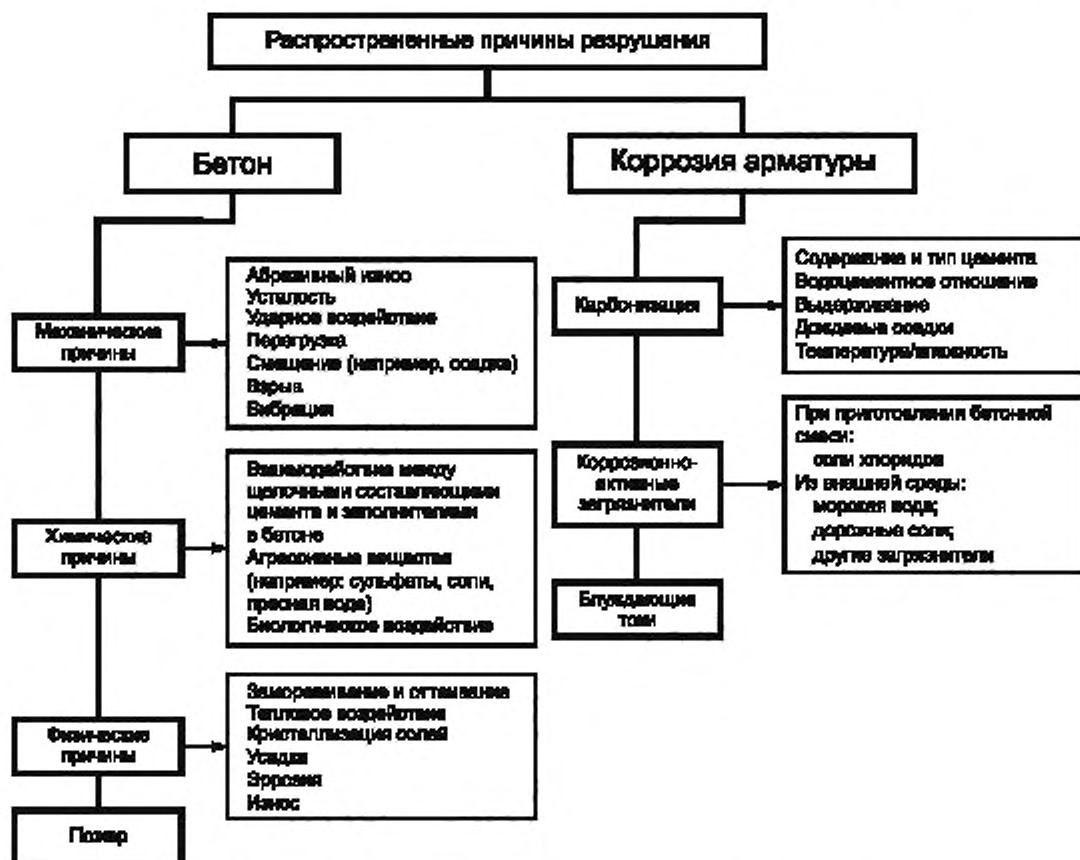 Распространенные причины разрушения
Бетон
Коррозия арматуры
Механические
причины
Абразивный износ
Усталость
Ударное воздействие
Перегрузка
Смещение (например, осадка)
Взрыв
Вибрация
Химические
причины
Взаимодействие между
щелочными составляющими
цемента и заполнителями
в бетоне
Агрессивные вещества
(например: сульфаты, соли,
пресная вода)
Биологическое воздействие
Физические
причины
Замораживание и оттаивание
Тепловое воздействие
Кристаллизация солей
Усадка
Эррозия
Износ
Пожар
Карбонизация
Содержание и тип цемента
Водоцементное отношение
Выдерживание
Дождевые осадки
Температура/влажность
Коррозионно-
активные
загрязнители
При приготовления бетонной
смеси:
соли хлоридов
Из внешней среды:
морская вода;
дорожные соли;
другие загрязнители
Блуждающие
токи